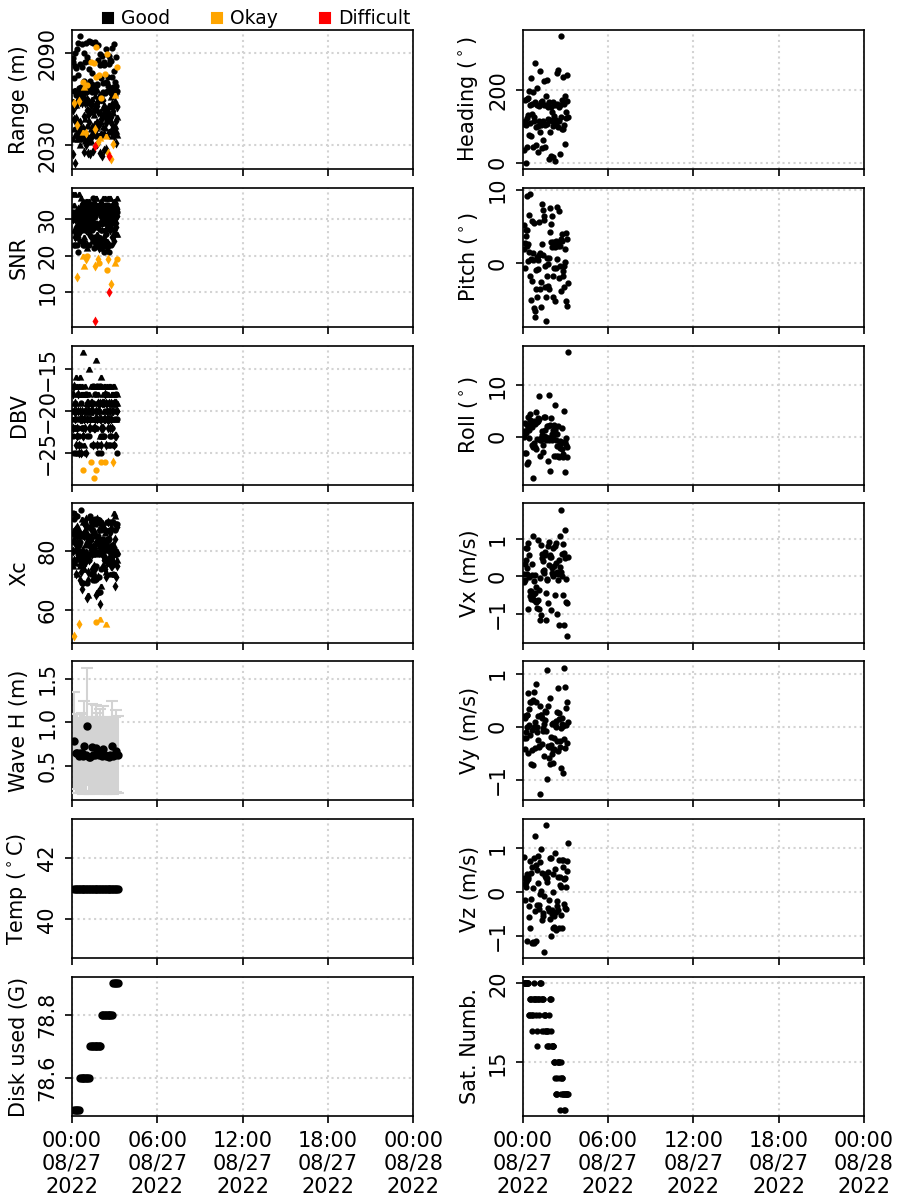 Good Okay Difficult
Range (m)
2090
2030
Heading (°)
200
0
SNR
30
20
10
Pitch (°)
10
0
DBV
−15
−20
−25
Roll (°)
10
0
Xc
80
60
Vx (m/s)
1
0
−1
Wave H (m)
1.5
1.0
0.5
Vy (m/s)
1
0
−1
Temp (°C)
42
40
Vz (m/s)
1
0
−1
Disk used (G)
78.8
78.6
Sat. Numb.
20
15
00:00 06:00 12:00 18:00 00:00
08/27 08/27 08/27 08/27 08/28
2022 2022 2022 2022 2022
00:00 06:00 12:00 18:00 00:00
08/27 08/27 08/27 08/27 08/28
2022 2022 2022 2022 2022